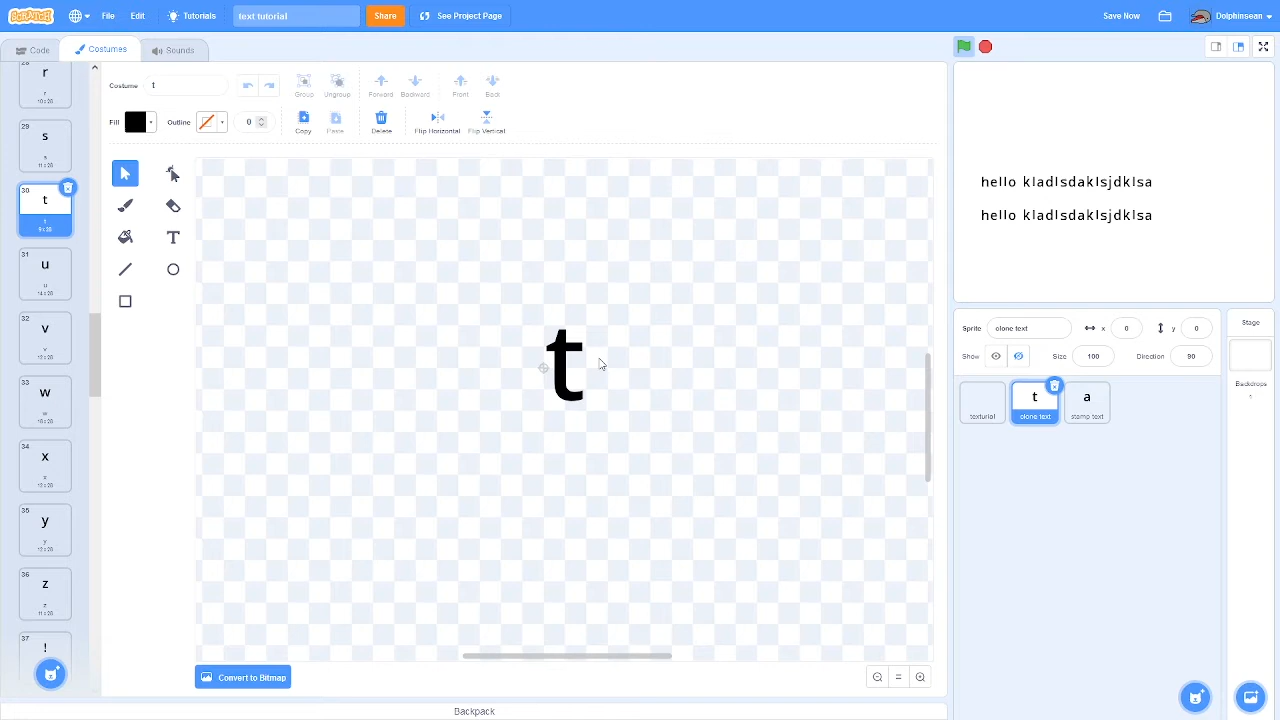 SCRATCH File Edit Tutorials text tutorial Share See Project Page Save Now Dolphinsean
Code Costumes Sounds
r
29
s
s
30
t
t
9 x 28
31
u
u
32
v
v
33
w
w
34
x
x
35
y
y
36
z
z
37
!
Costume t Group Ungroup Forward Backward Front Back
Fill Outline 0 Copy Paste Delete Flip Horizontal Flip Vertical
T
t
Convert to Bitmap
Backpack
hello kladlsdaklsjdklsa
hello kladlsdaklsjdklsa
Sprite clone text x 0 y 0
Show Size 100 Direction 90
texturial
t
clone text
a
stamp text
Stage
Backdrops